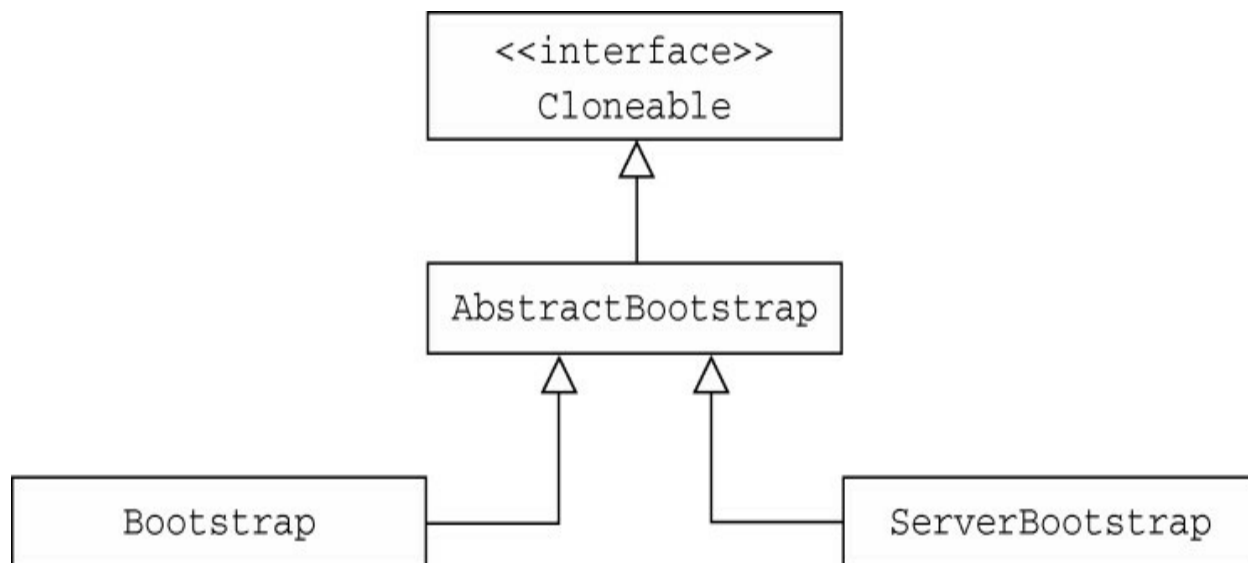 <<interface>>
Cloneable
AbstractBootstrap
Bootstrap
ServerBootstrap